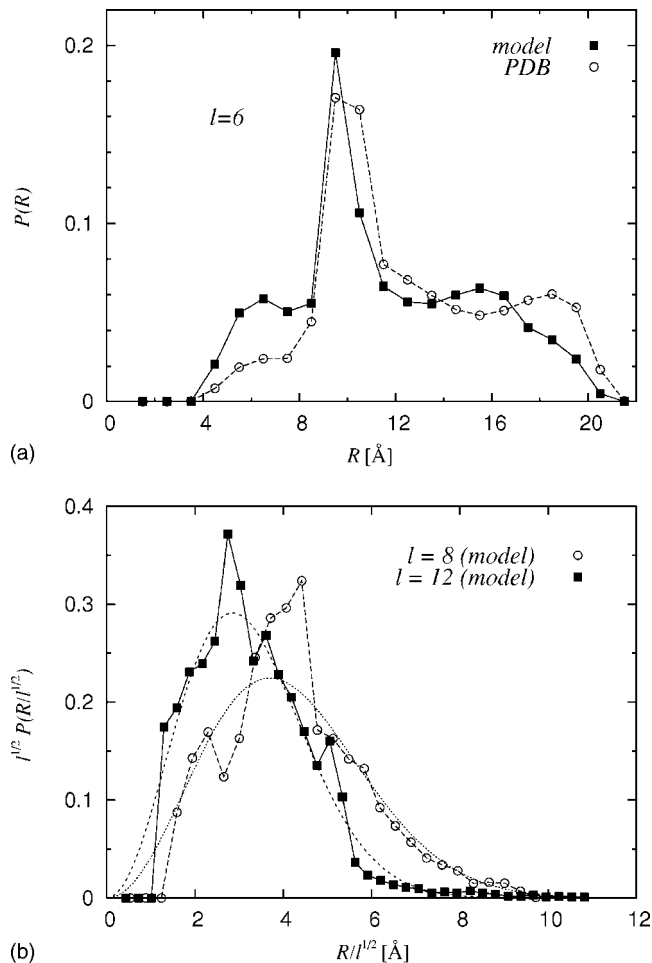 0.2
model
PDB
l=6
P(R)
0.1
0
0 4 8 12 16 20
(a)
R [Å]
0.4
l = 8 (model)
l = 12 (model)
0.3
l^{1/2} P(R/l^{1/2})
0.2
0.1
0
0 2 4 6 8 10 12
(b)
R/l^{1/2} [Å]